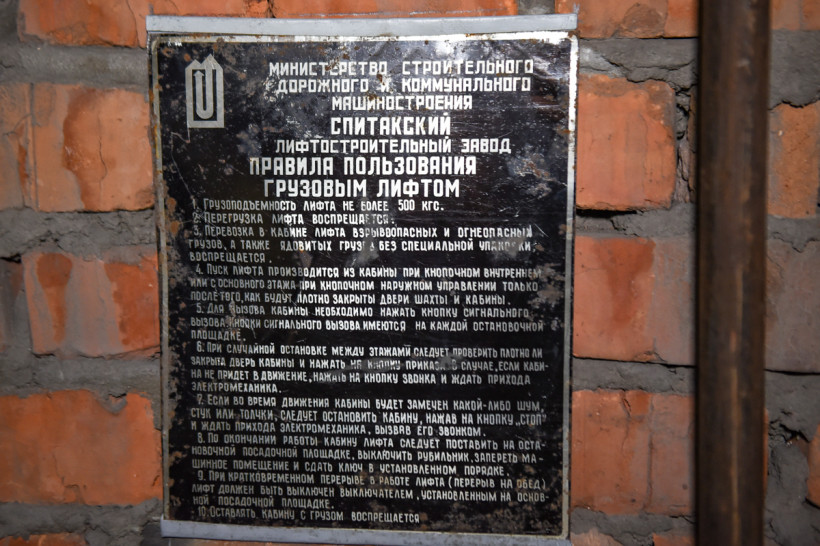 МИНИСТЕРСТВО СТРОИТЕЛЬНОГО
ДОРОЖНОГО И КОММУНАЛЬНОГО
МАШИНОСТРОЕНИЯ
СПИТАКСКИЙ
ЛИФТОСТРОИТЕЛЬНЫЙ ЗАВОД
ПРАВИЛА ПОЛЬЗОВАНИЯ
ГРУЗОВЫМ ЛИФТОМ
1. ГРУЗОПОДЪЕМНОСТЬ ЛИФТА НЕ БОЛЕЕ 500 КГС.
2. ПЕРЕГРУЗКА ЛИФТА ВОСПРЕЩАЕТСЯ.
3. ПЕРЕВОЗКА В КАБИНЕ ЛИФТА ВЗРЫВООПАСНЫХ И ОГНЕОПАСНЫХ
ГРУЗОВ, А ТАКЖЕ ЯДОВИТЫХ ГРУЗОВ БЕЗ СПЕЦИАЛЬНОЙ УПАКОВКИ
ВОСПРЕЩАЕТСЯ.
4. ПУСК ЛИФТА ПРОИЗВОДИТСЯ ИЗ КАБИНЫ ПРИ КНОПОЧНОМ ВНУТРЕННЕМ
ИЛИ С ОСНОВНОГО ЭТАЖА ПРИ КНОПОЧНОМ НАРУЖНОМ УПРАВЛЕНИИ ТОЛЬКО
ПОСЛЕ ТОГО, КАК БУДУТ ПЛОТНО ЗАКРЫТЫ ДВЕРИ ШАХТЫ И КАБИНЫ.
5. ДЛЯ ВЫЗОВА КАБИНЫ НЕОБХОДИМО НАЖАТЬ КНОПКУ СИГНАЛЬНОГО
ВЫЗОВА. КНОПКИ СИГНАЛЬНОГО ВЫЗОВА ИМЕЮТСЯ НА КАЖДОЙ ОСТАНОВОЧНОЙ
ПЛОЩАДКЕ.
6. ПРИ СЛУЧАЙНОЙ ОСТАНОВКЕ МЕЖДУ ЭТАЖАМИ СЛЕДУЕТ ПРОВЕРИТЬ ПЛОТНО ЛИ
ЗАКРЫТА ДВЕРЬ КАБИНЫ И НАЖАТЬ НА КНОПКУ ПРИКАЗА. В СЛУЧАЕ, ЕСЛИ КАБИ-
НА НЕ ПРИДЕТ В ДВИЖЕНИЕ, НАЖАТЬ НА КНОПКУ ЗВОНКА И ЖДАТЬ ПРИХОДА
ЭЛЕКТРОМЕХАНИКА.
7. ЕСЛИ ВО ВРЕМЯ ДВИЖЕНИЯ КАБИНЫ БУДЕТ ЗАМЕЧЕН КАКОЙ-ЛИБО ШУМ,
СТУК ИЛИ ТОЛЧКИ, СЛЕДУЕТ ОСТАНОВИТЬ КАБИНУ, НАЖАВ НА КНОПКУ „СТОП"
И ЖДАТЬ ПРИХОДА ЭЛЕКТРОМЕХАНИКА, ВЫЗВАВ ЕГО ЗВОНКОМ.
8. ПО ОКОНЧАНИИ РАБОТЫ КАБИНУ ЛИФТА СЛЕДУЕТ ПОСТАВИТЬ НА ОСТА-
НОВОЧНОЙ ПОСАДОЧНОЙ ПЛОЩАДКЕ, ВЫКЛЮЧИТЬ РУБИЛЬНИК, ЗАПЕРЕТЬ МА-
ШИННОЕ ПОМЕЩЕНИЕ И СДАТЬ КЛЮЧ В УСТАНОВЛЕННОМ ПОРЯДКЕ.
9. ПРИ КРАТКОВРЕМЕННОМ ПЕРЕРЫВЕ В РАБОТЕ ЛИФТА (ПЕРЕРЫВ НА ОБЕД)
ЛИФТ ДОЛЖЕН БЫТЬ ВЫКЛЮЧЕН ВЫКЛЮЧАТЕЛЕМ, УСТАНОВЛЕННЫМ НА ОСНОВ-
НОЙ ПОСАДОЧНОЙ ПЛОЩАДКЕ.
10. ОСТАВЛЯТЬ КАБИНУ С ГРУЗОМ ВОСПРЕЩАЕТСЯ